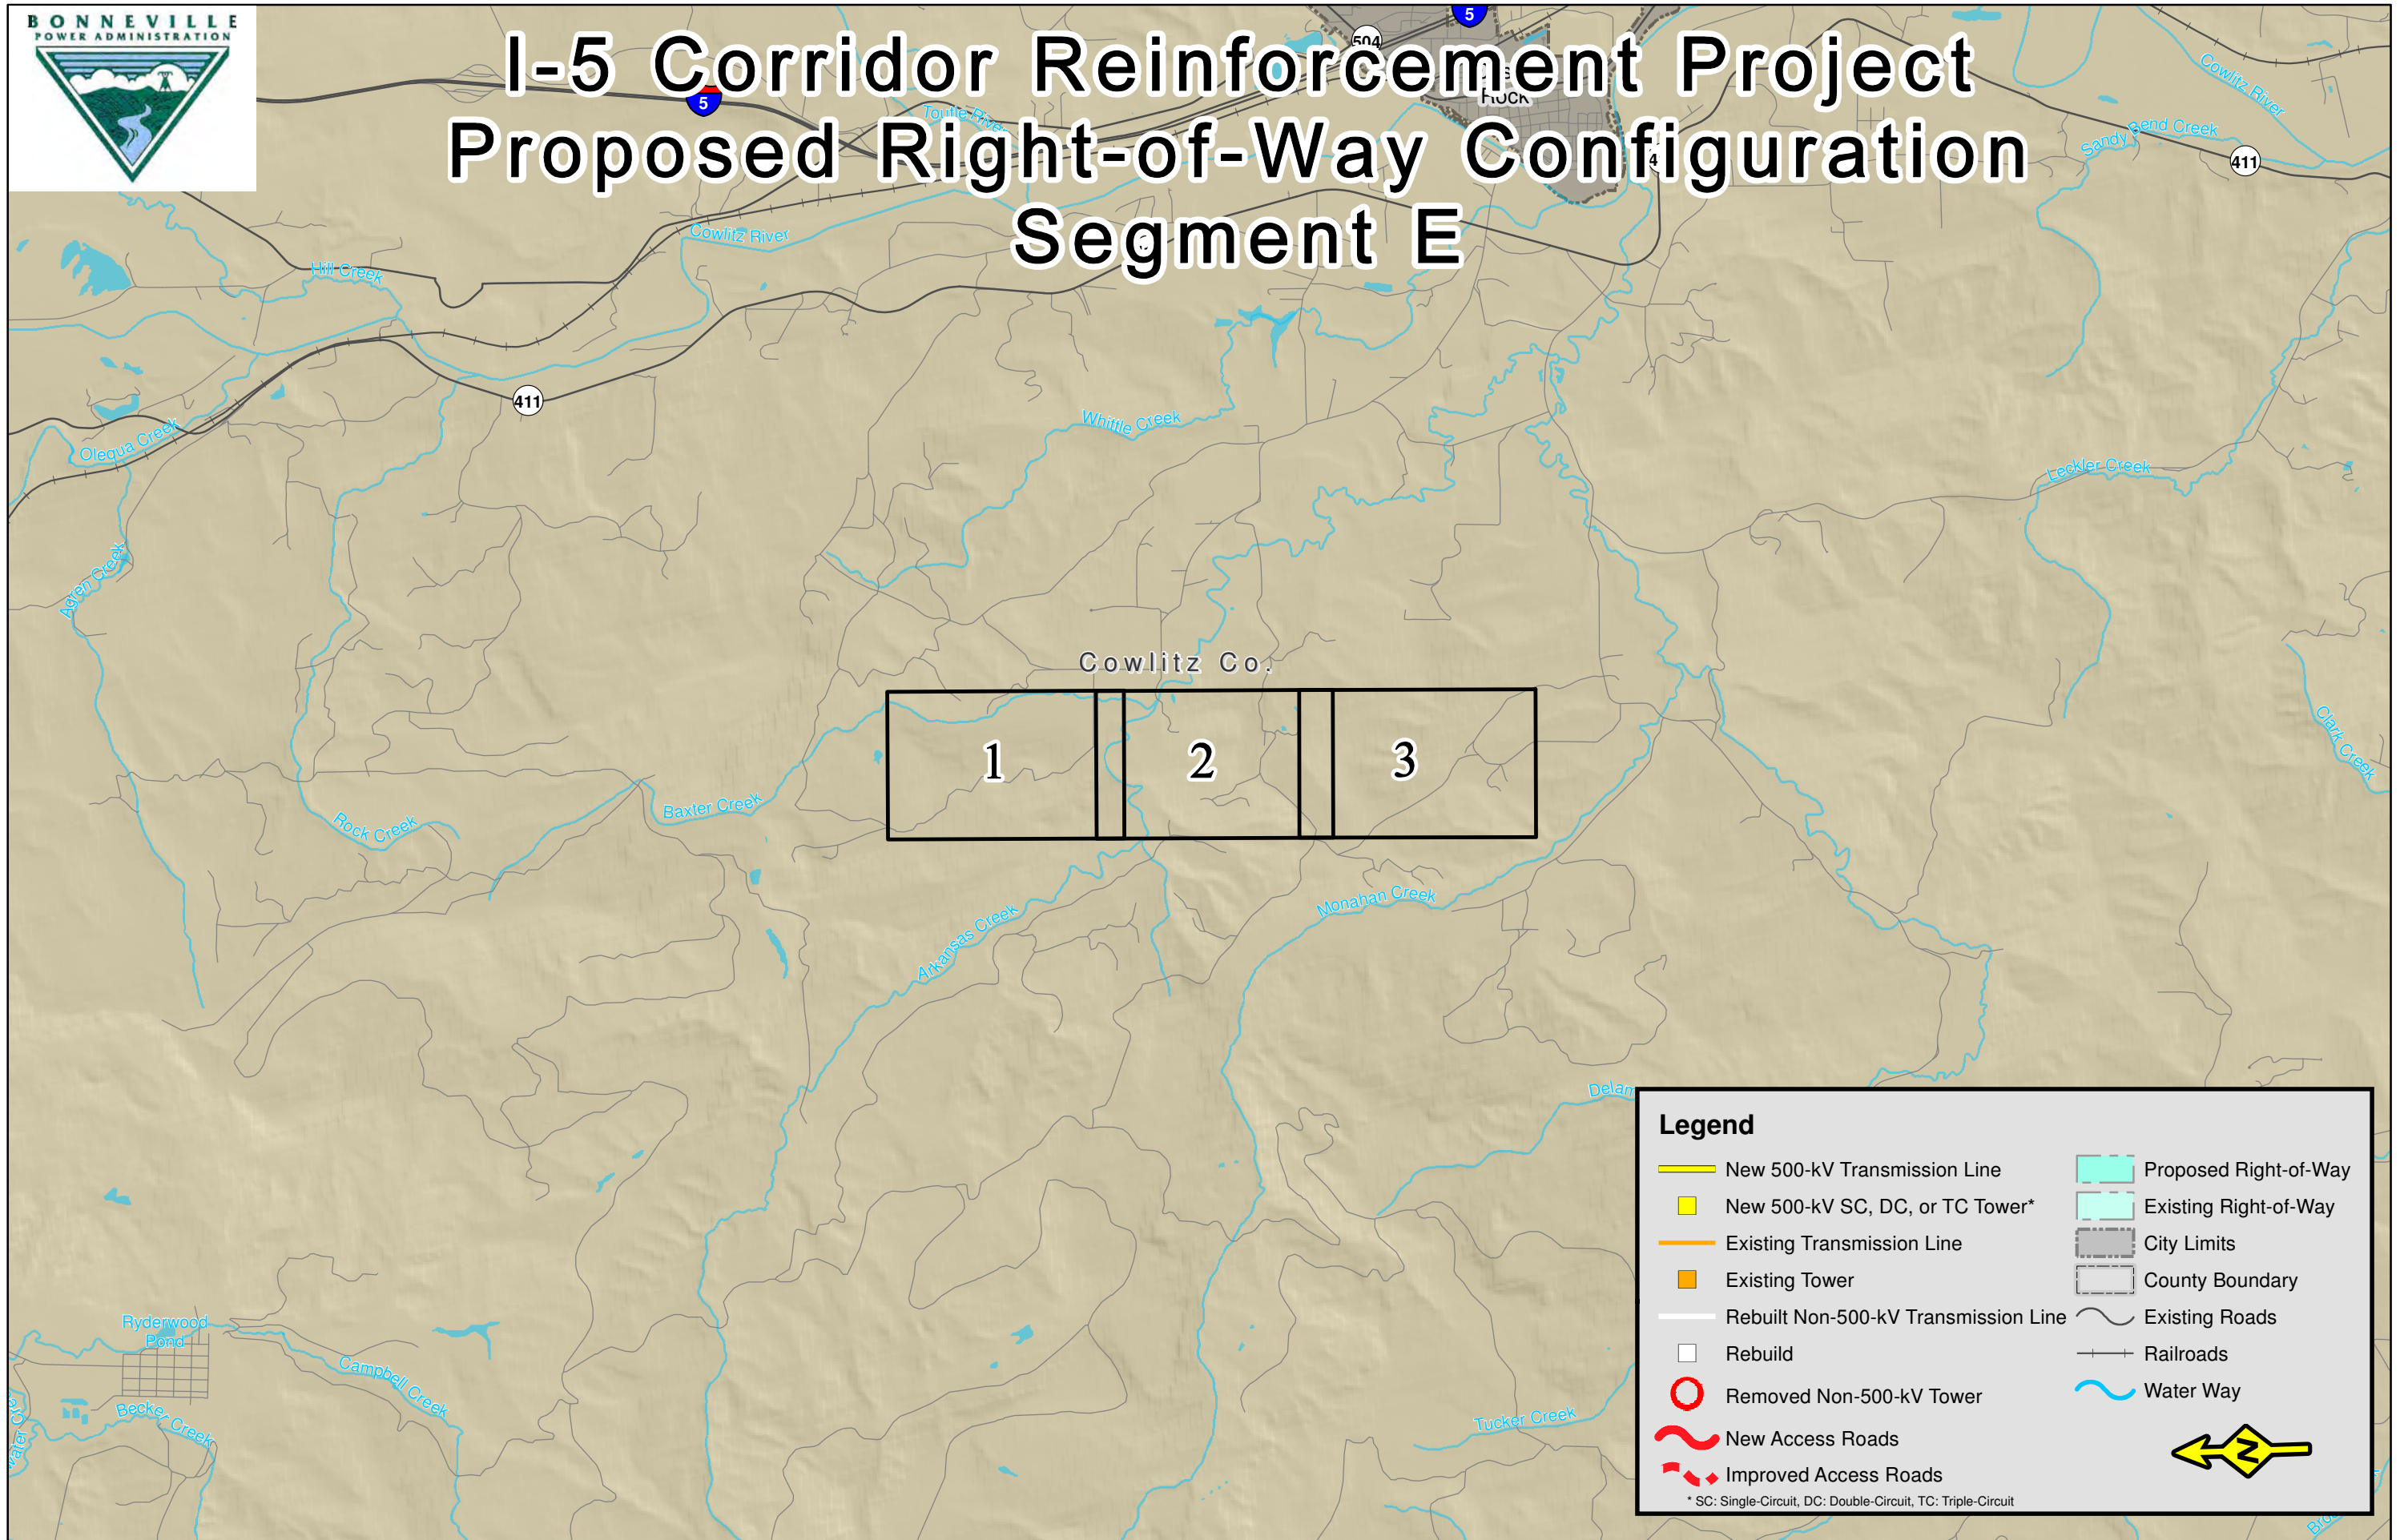 BONNEVILLE
POWER ADMINISTRATION
I-5 Corridor Reinforcement Project
Proposed Right-of-Way Configuration
Segment E
5
504
5
Rock
Toutle River
Cowlitz River
Sandy Bend Creek
411
Cowlitz River
Hill Creek
411
Whittle Creek
Olequa Creek
Leckler Creek
Agren Creek
Cowlitz Co.
1
2
3
Clark Creek
Baxter Creek
Rock Creek
Monahan Creek
Arkansas Creek
Delam
Ryderwood
Pond
Campbell Creek
Becker Creek
Tucker Creek
Legend
New 500-kV Transmission Line
New 500-kV SC, DC, or TC Tower*
Existing Transmission Line
Existing Tower
Rebuilt Non-500-kV Transmission Line
Rebuild
Removed Non-500-kV Tower
New Access Roads
Improved Access Roads
* SC: Single-Circuit, DC: Double-Circuit, TC: Triple-Circuit
Proposed Right-of-Way
Existing Right-of-Way
City Limits
County Boundary
Existing Roads
Railroads
Water Way
N